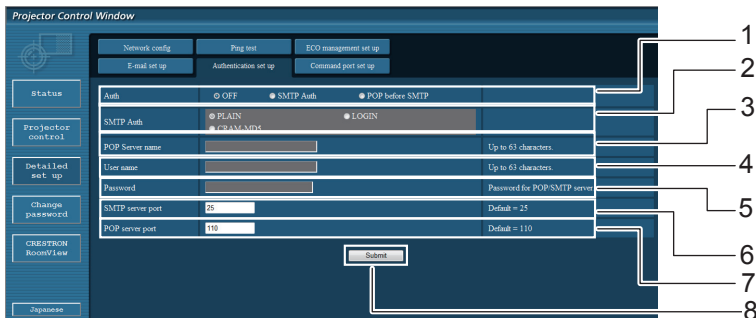 Projector Control Window
Network config Ping test ECO management set up
E-mail set up Authentication set up Command port set up
Status
Projector control
Detailed set up
Change password
CRESTRON RoomView
Japanese
Auth OFF SMTP Auth POP before SMTP
SMTP Auth PLAIN LOGIN
CRAM-MD5
POP Server name Up to 63 characters.
User name Up to 63 characters.
Password Password for POP/SMTP server
SMTP server port 25 Default = 25
POP server port 110 Default = 110
Submit
1
2
3
4
5
6
7
8